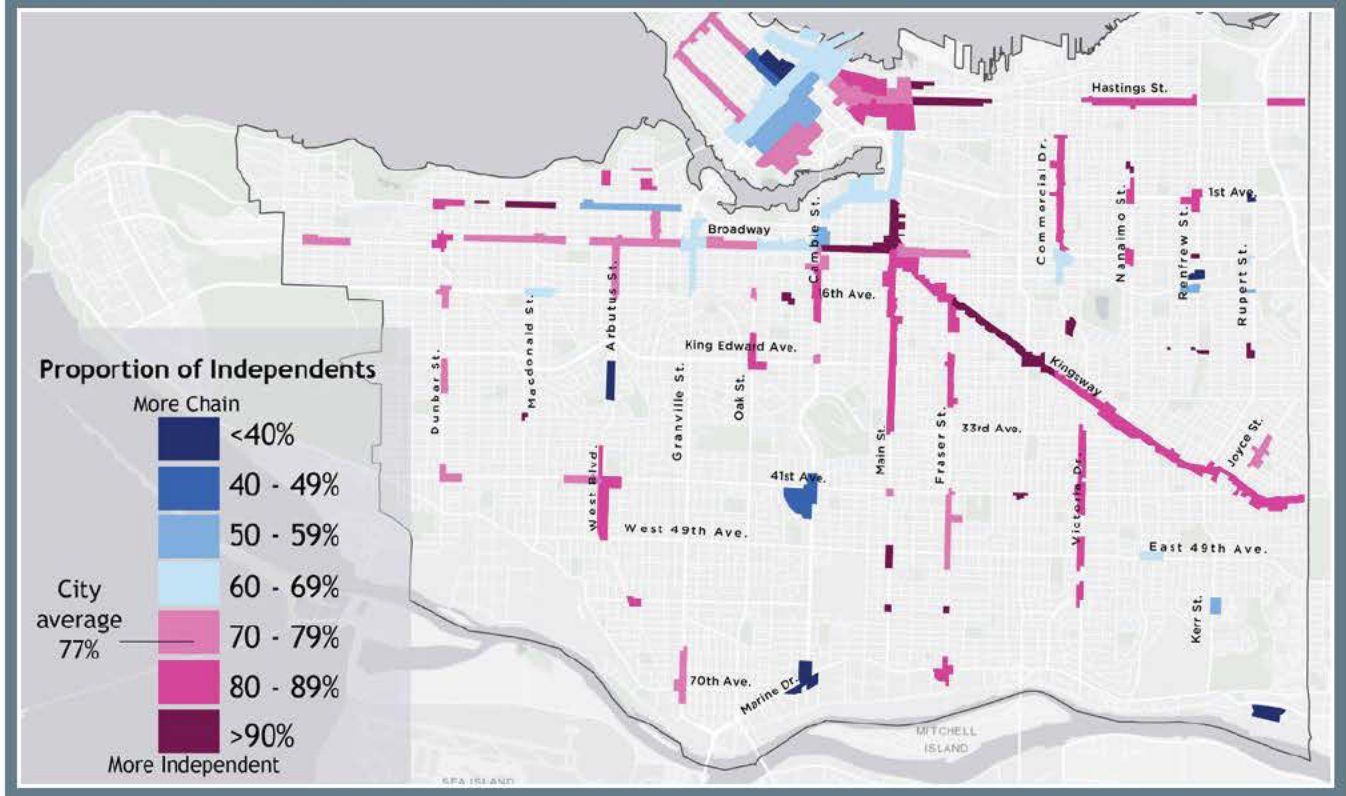 Hastings St.
Commercial Dr.
Nanaimo St.
1st Ave.
Renfrew St.
Rupert St.
Broadway
Cambie St.
16th Ave.
Arbutus St.
Macdonald St.
Dunbar St.
King Edward Ave.
Oak St.
Granville St.
Kingsway
Main St.
Fraser St.
33rd Ave.
Joyce St.
Victoria Dr.
West Blvd.
41st Ave.
West 49th Ave.
East 49th Ave.
Kerr St.
70th Ave.
Marine Dr.
MITCHELL
ISLAND
SEA ISLAND
Proportion of Independents
More Chain
<40%
40 - 49%
50 - 59%
60 - 69%
City
average
77%
70 - 79%
80 - 89%
>90%
More Independent